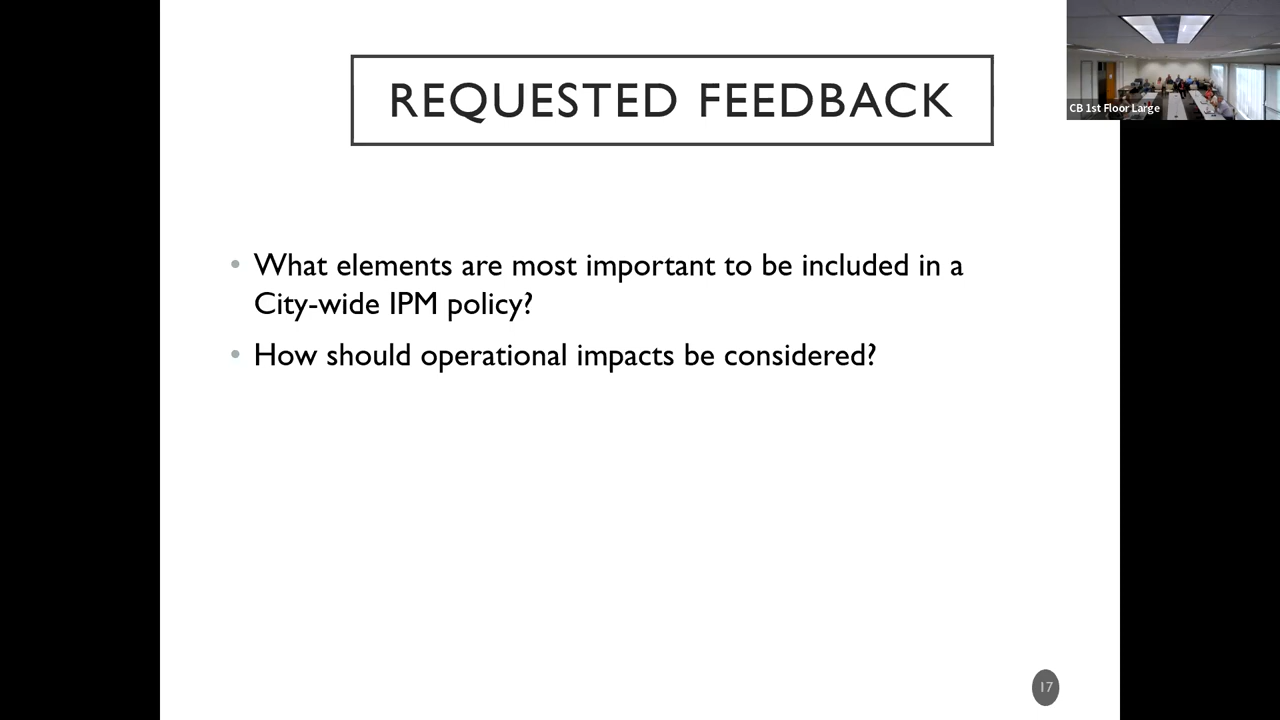 REQUESTED FEEDBACK
CB 1st Floor Large
• What elements are most important to be included in a
City-wide IPM policy?
• How should operational impacts be considered?
17